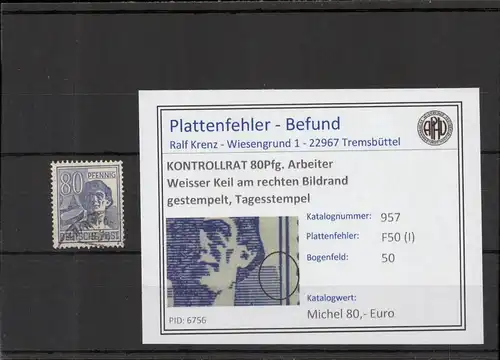 80 PFENNIG
DEUTSCHE POST
Plattenfehler - Befund
Ralf Krenz - Wiesengrund 1 - 22967 Tremsbüttel
KONTROLLRAT 80Pfg. Arbeiter
Weisser Keil am rechten Bildrand
gestempelt, Tagesstempel
Katalognummer: 957
Plattenfehler: F50 (I)
Bogenfeld: 50
Katalogwert:
Michel 80,- Euro
PID: 6756